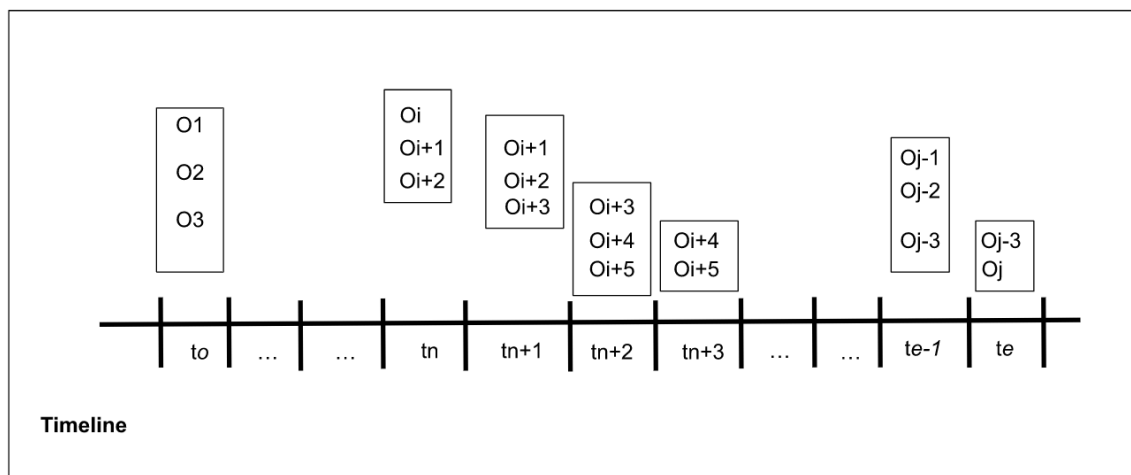 O1
O2
O3
Oi
Oi+1
Oi+2
Oi+1
Oi+2
Oi+3
Oi+3
Oi+4
Oi+5
Oi+4
Oi+5
Oj-1
Oj-2
Oj-3
Oj-3
Oj
to … … tn tn+1 tn+2 tn+3 … … te-1 te
Timeline